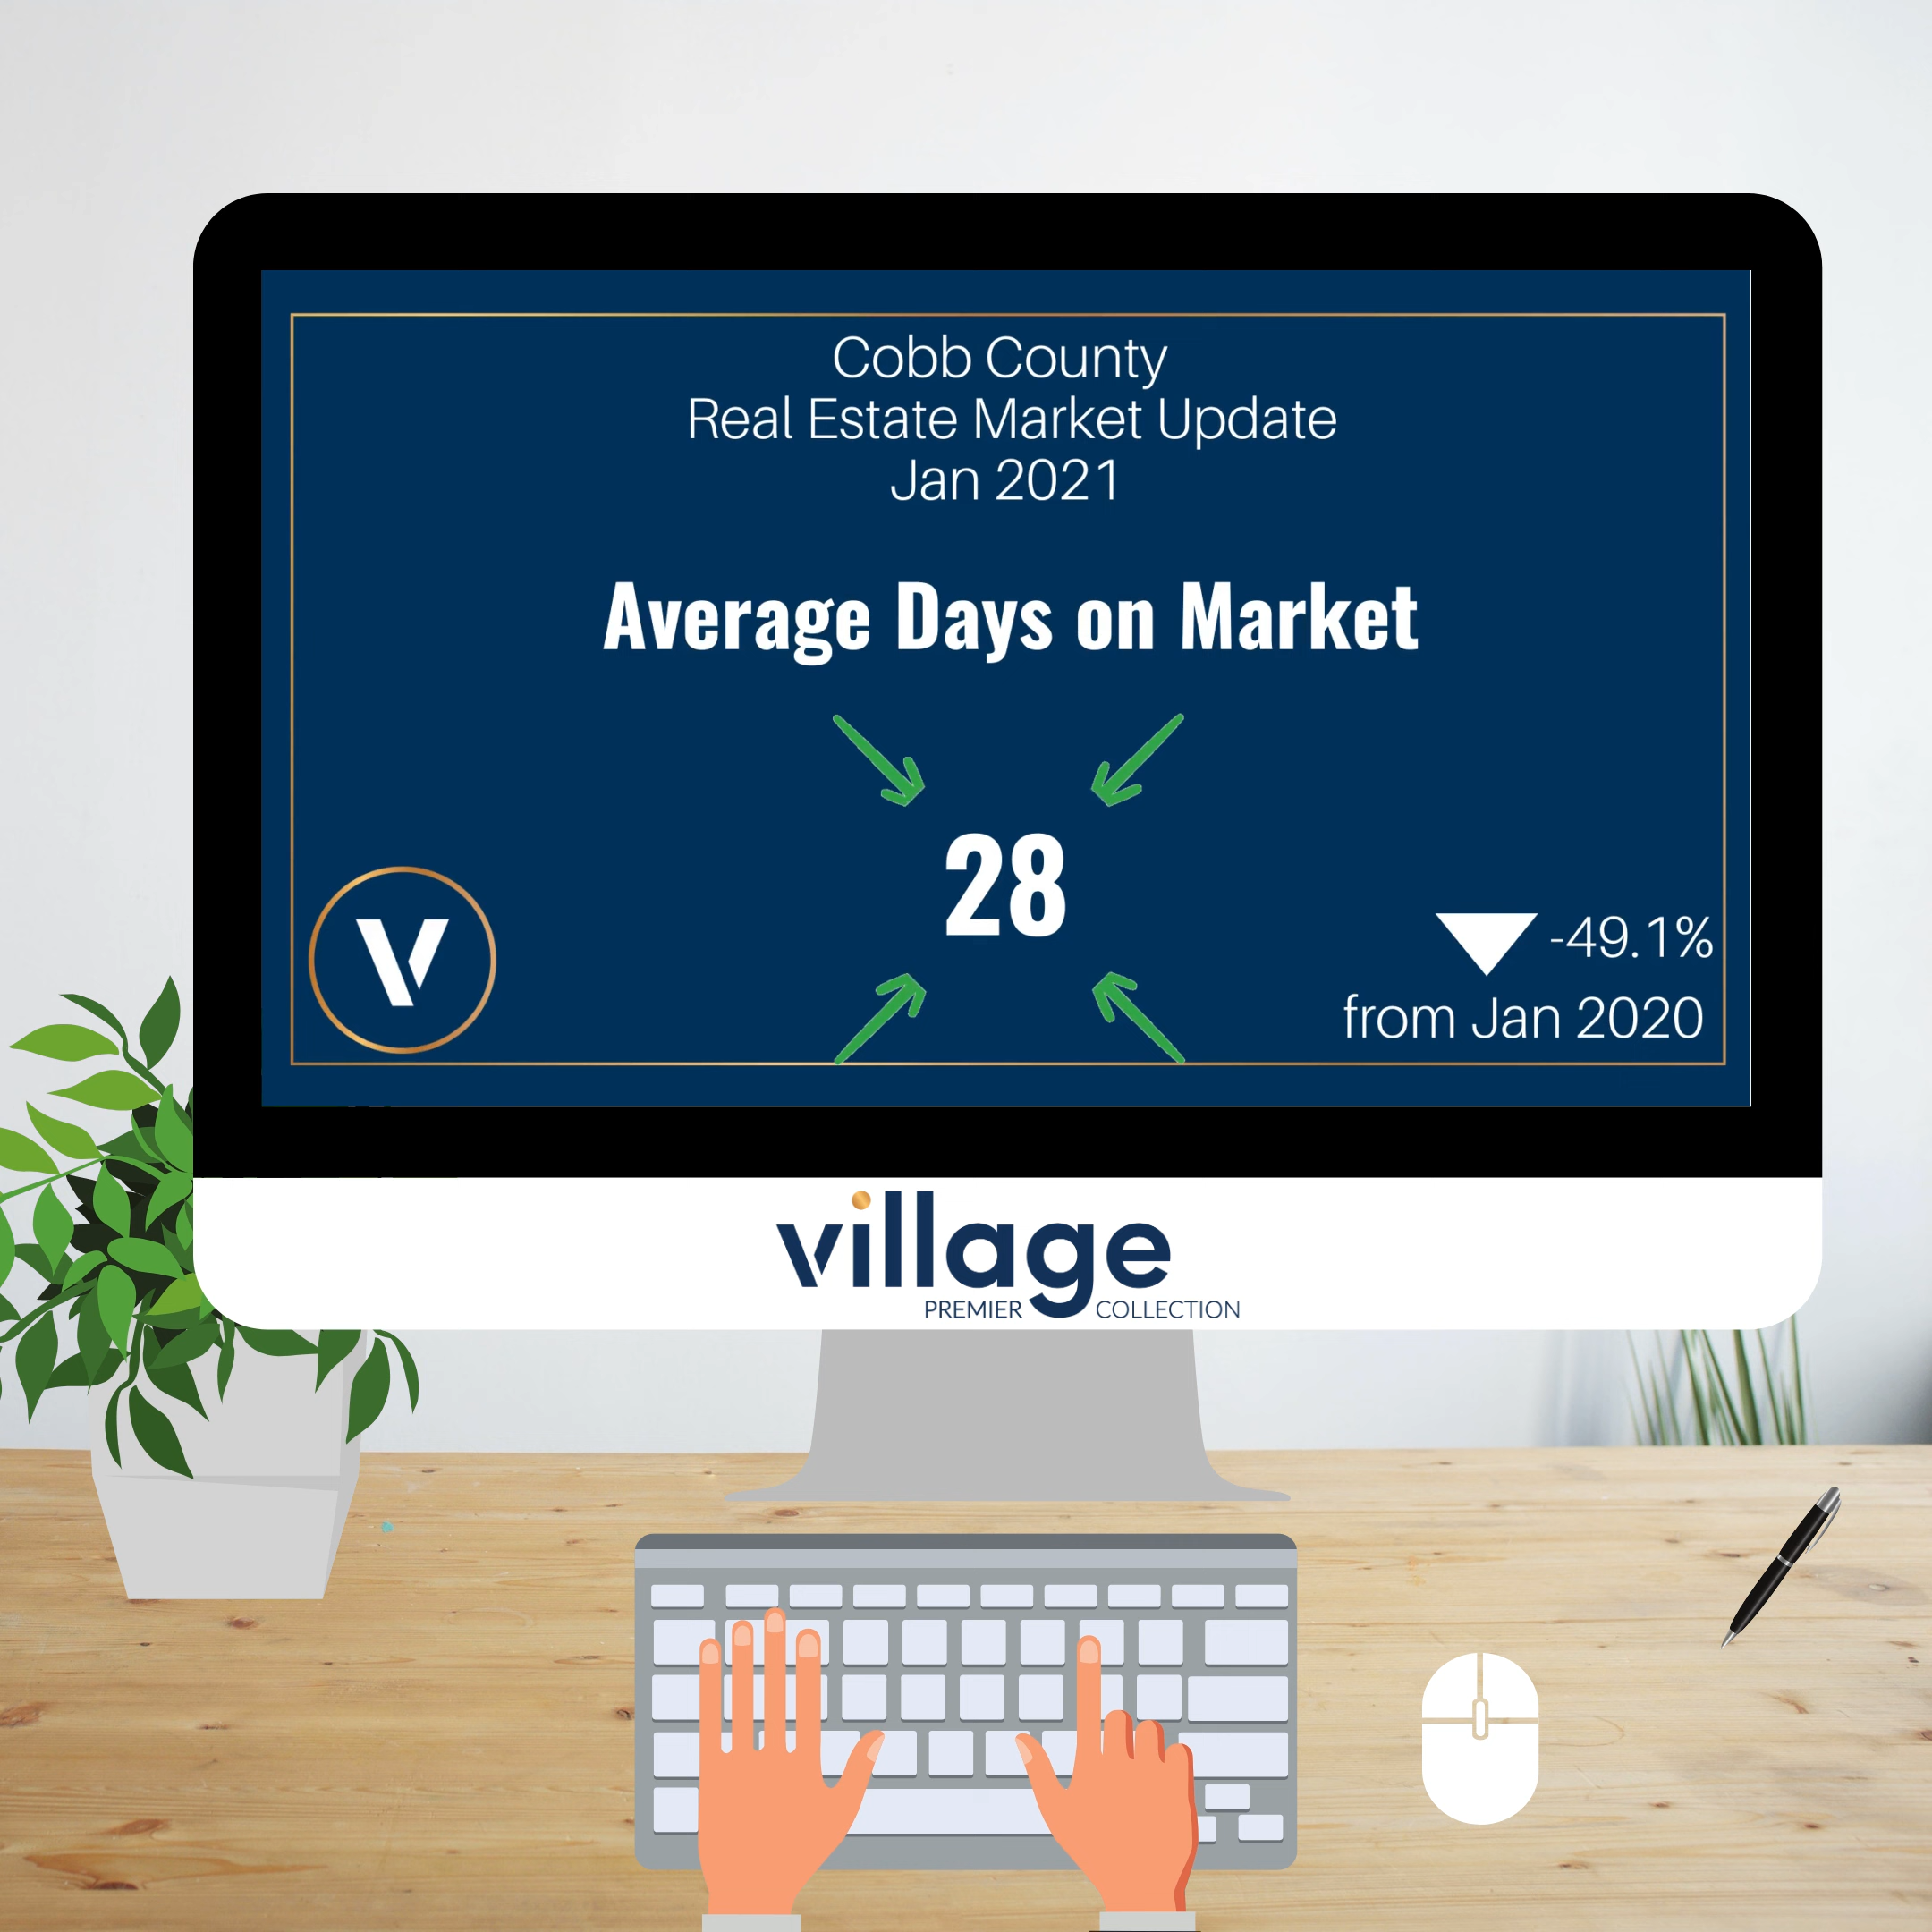 Cobb County
Real Estate Market Update
Jan 2021
Average Days on Market
28
-49.1%
from Jan 2020
V
village
PREMIER COLLECTION